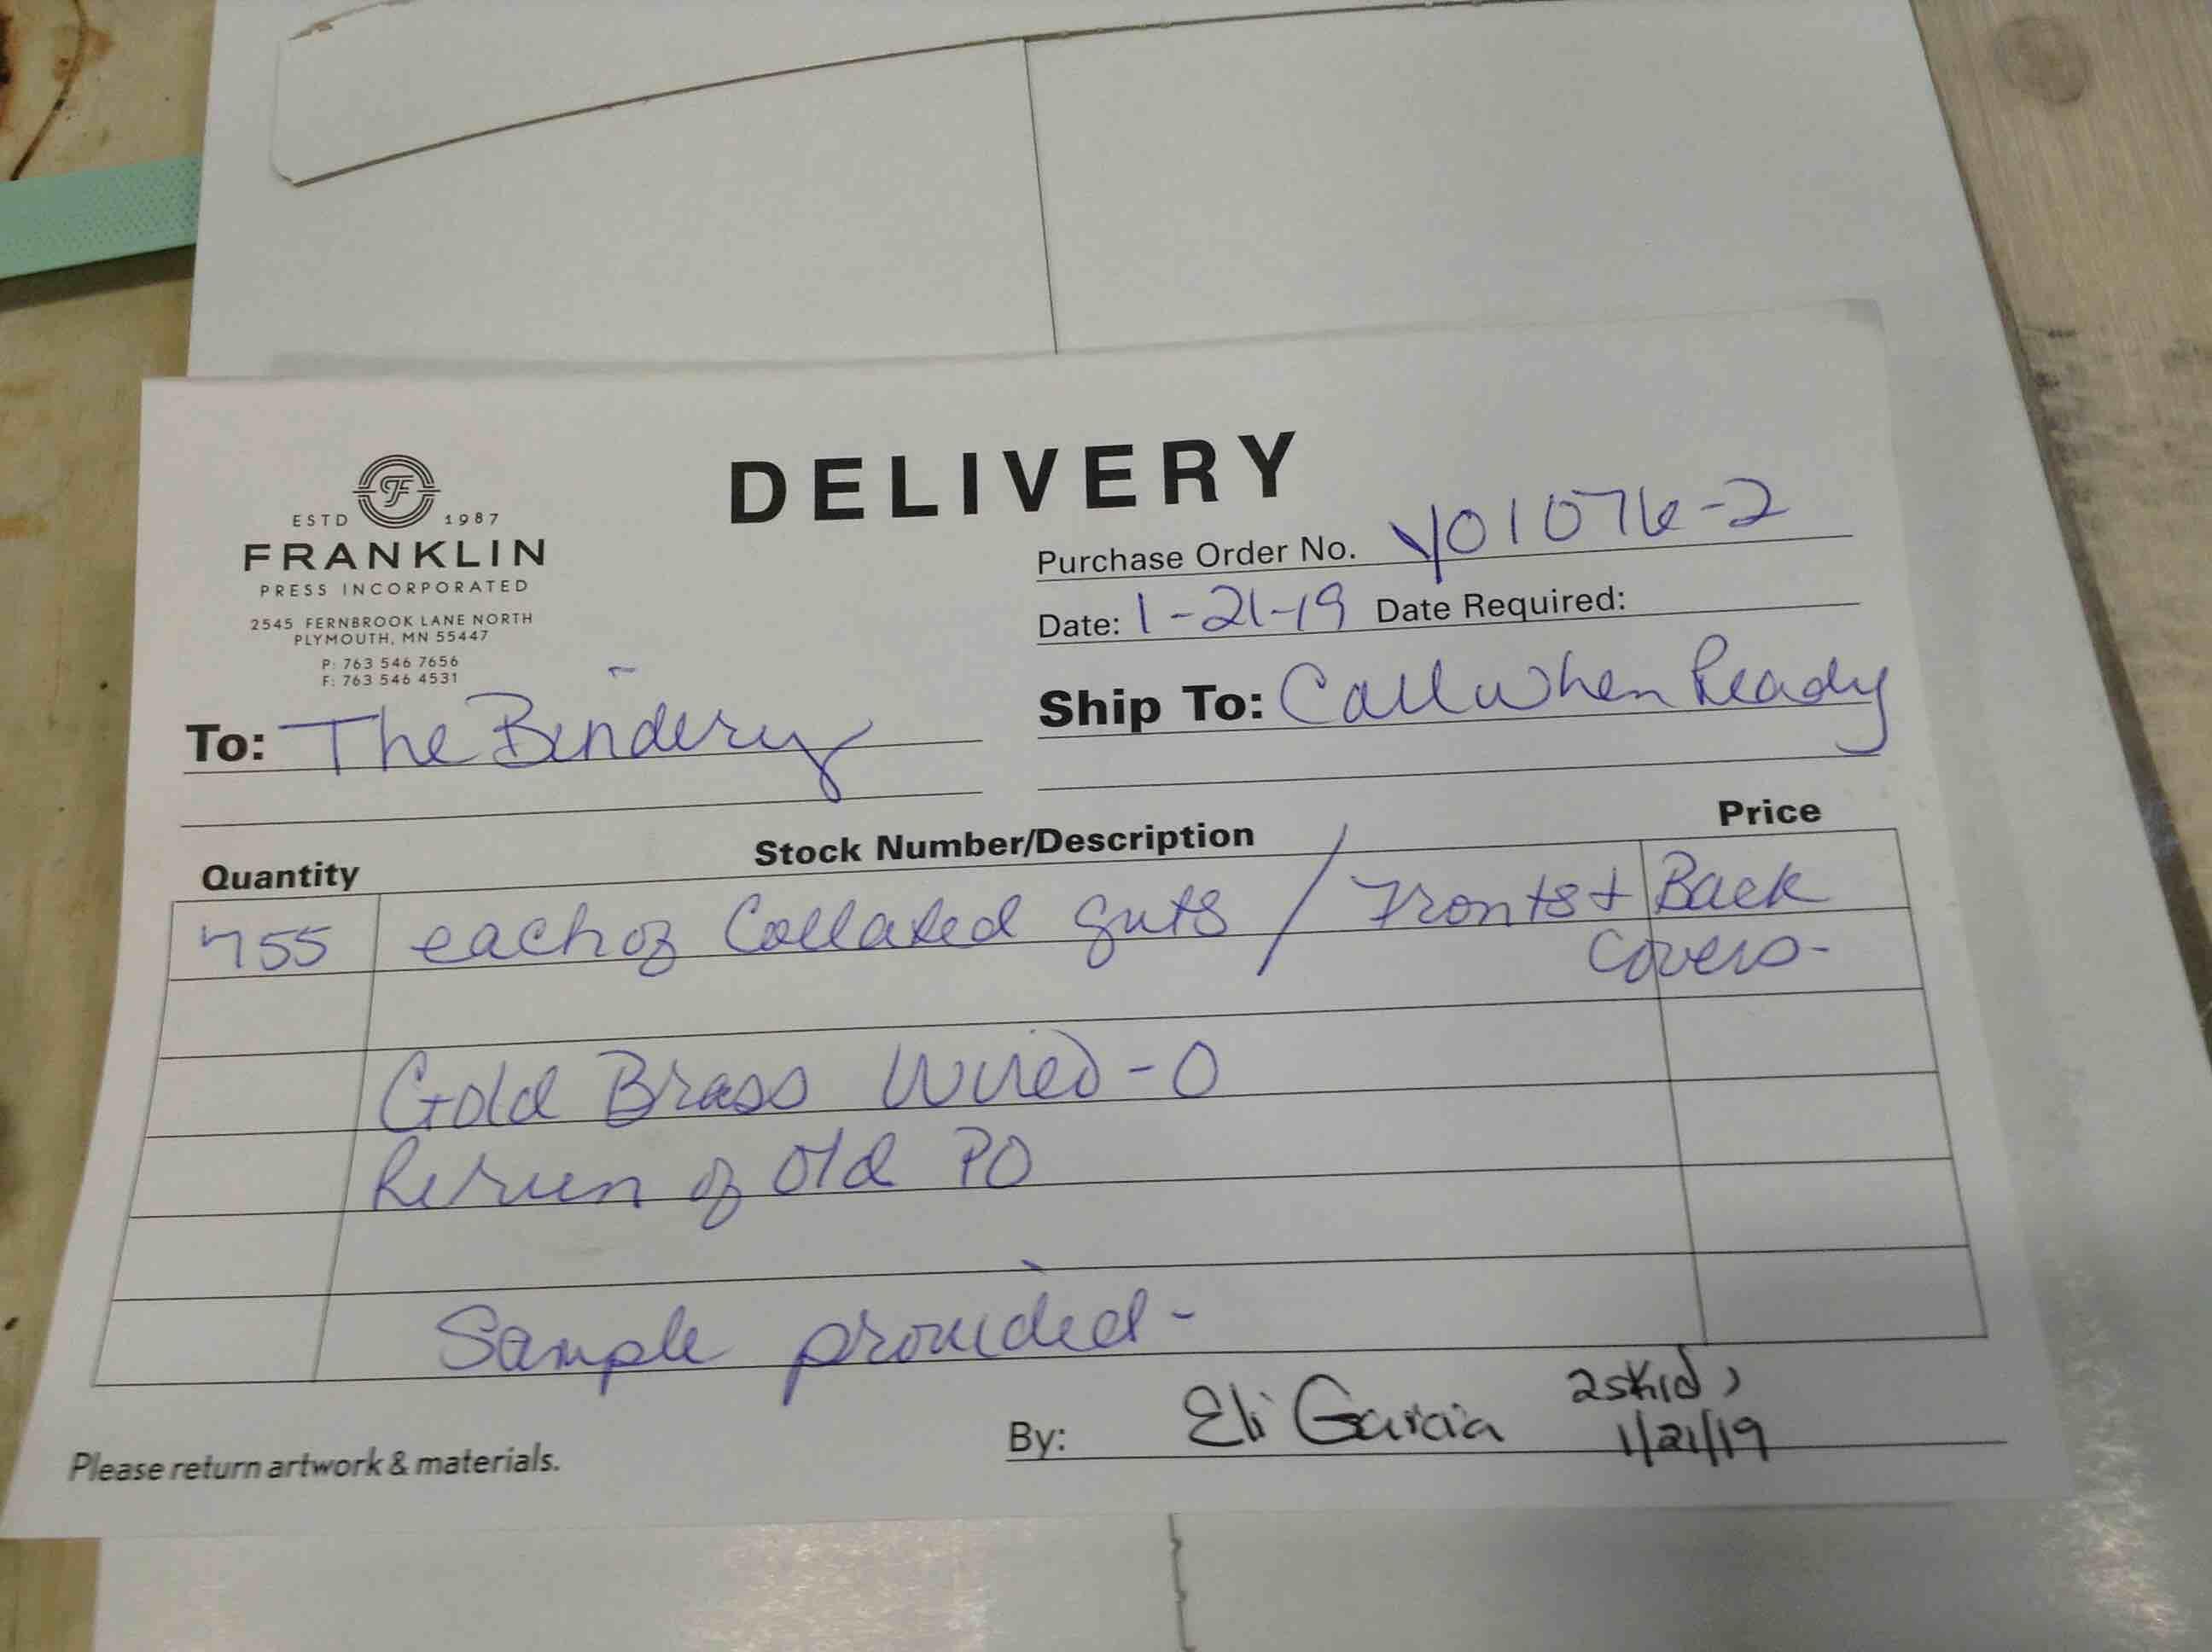 DELIVERY
ESTD 1987
FRANKLIN
PRESS INCORPORATED
2545 FERNBROOK LANE NORTH
PLYMOUTH, MN 55447
P: 763 546 7656
F: 763 546 4531
Purchase Order No. Y01076-2
Date: 1-21-19 Date Required:
To: The Bindery
Ship To: Call when Ready
Quantity Stock Number/Description Price
755 each of Collated guts / Fronts + Back
Covers-
Gold Brass Wired-O
Rerun of Old PO
Sample provided-
2 skids
By: Eli Garcia 1/21/19
Please return artwork & materials.